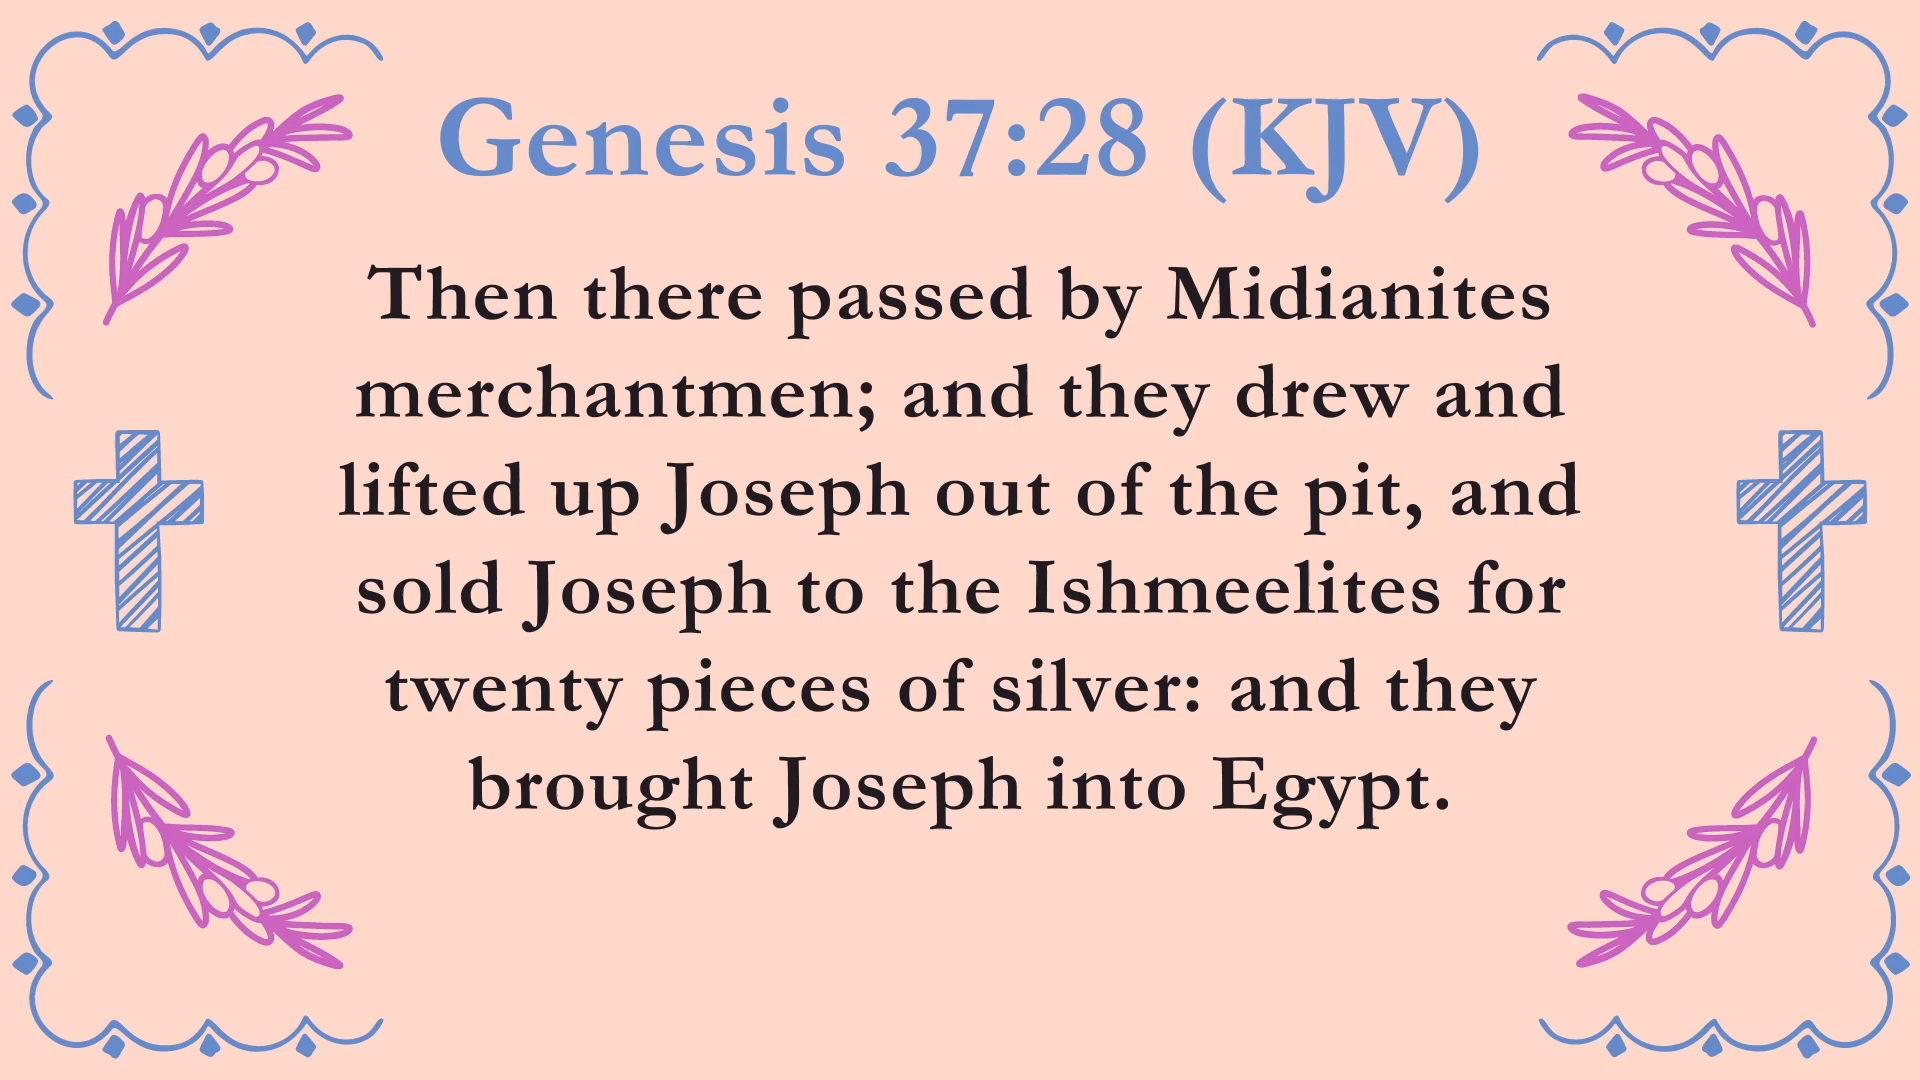 Genesis 37:28 (KJV)
Then there passed by Midianites
merchantmen; and they drew and
lifted up Joseph out of the pit, and
sold Joseph to the Ishmeelites for
twenty pieces of silver: and they
brought Joseph into Egypt.